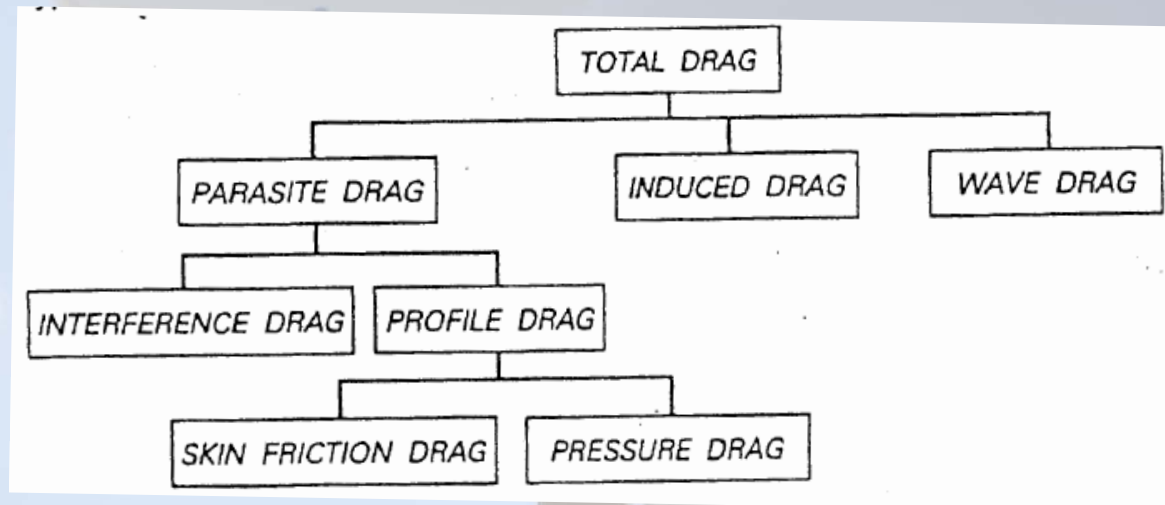 TOTAL DRAG
PARASITE DRAG
INDUCED DRAG
WAVE DRAG
INTERFERENCE DRAG
PROFILE DRAG
SKIN FRICTION DRAG
PRESSURE DRAG